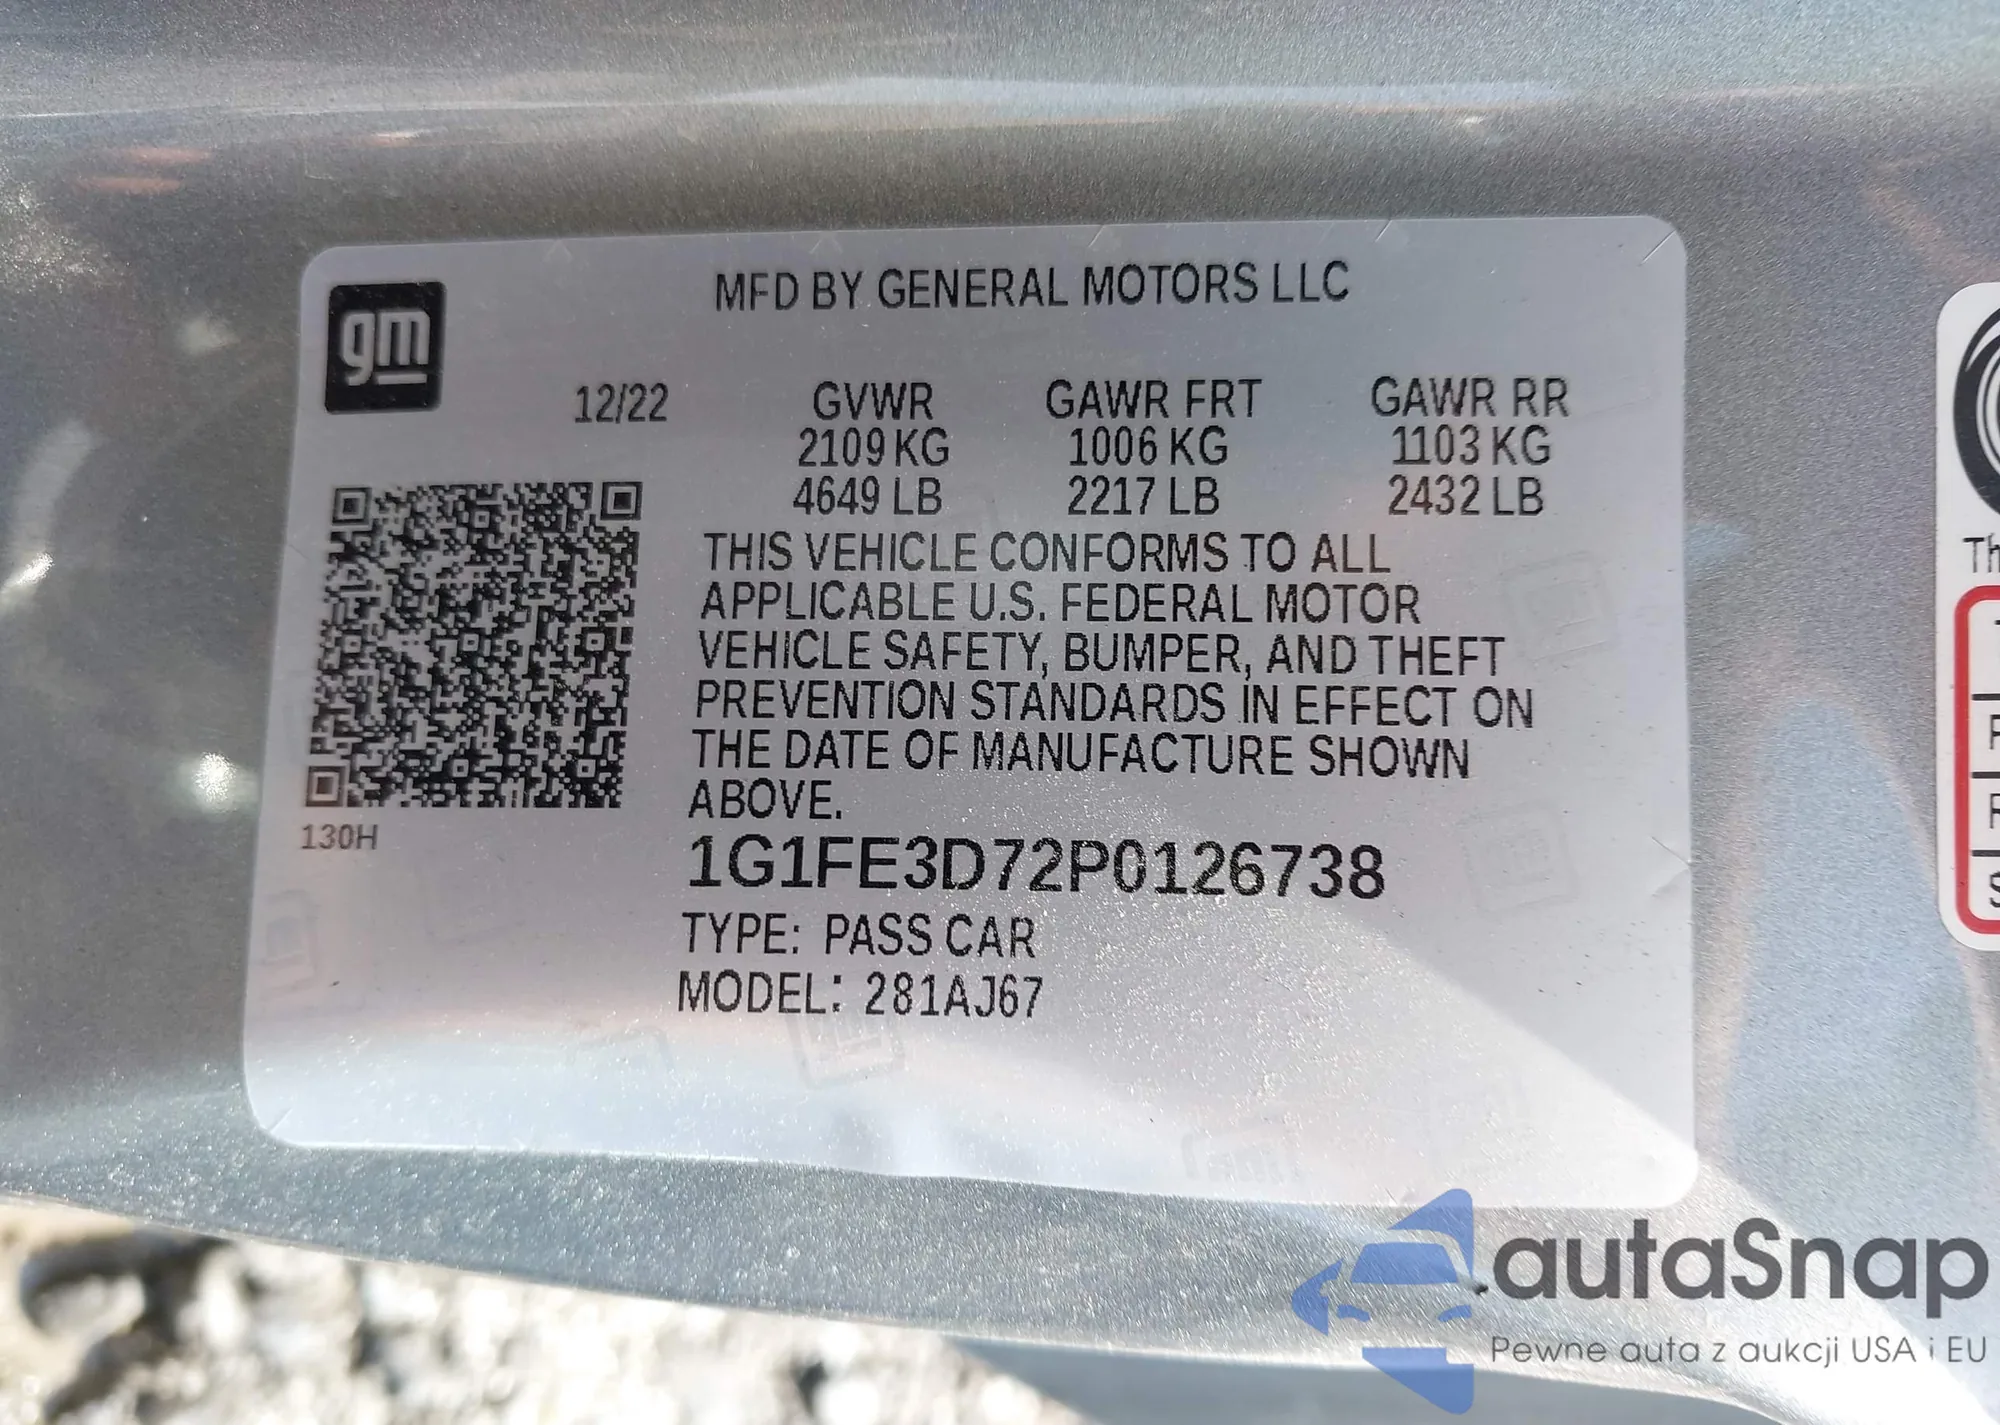 MFD BY GENERAL MOTORS LLC
gm
12/22 GVWR GAWR FRT GAWR RR
2109 KG 1006 KG 1103 KG
4649 LB 2217 LB 2432 LB
THIS VEHICLE CONFORMS TO ALL
APPLICABLE U.S. FEDERAL MOTOR
VEHICLE SAFETY, BUMPER, AND THEFT
PREVENTION STANDARDS IN EFFECT ON
THE DATE OF MANUFACTURE SHOWN
ABOVE.
130H
1G1FE3D72P0126738
TYPE: PASS CAR
MODEL: 281AJ67
autaSnap
Pewne auta z aukcji USA i EU